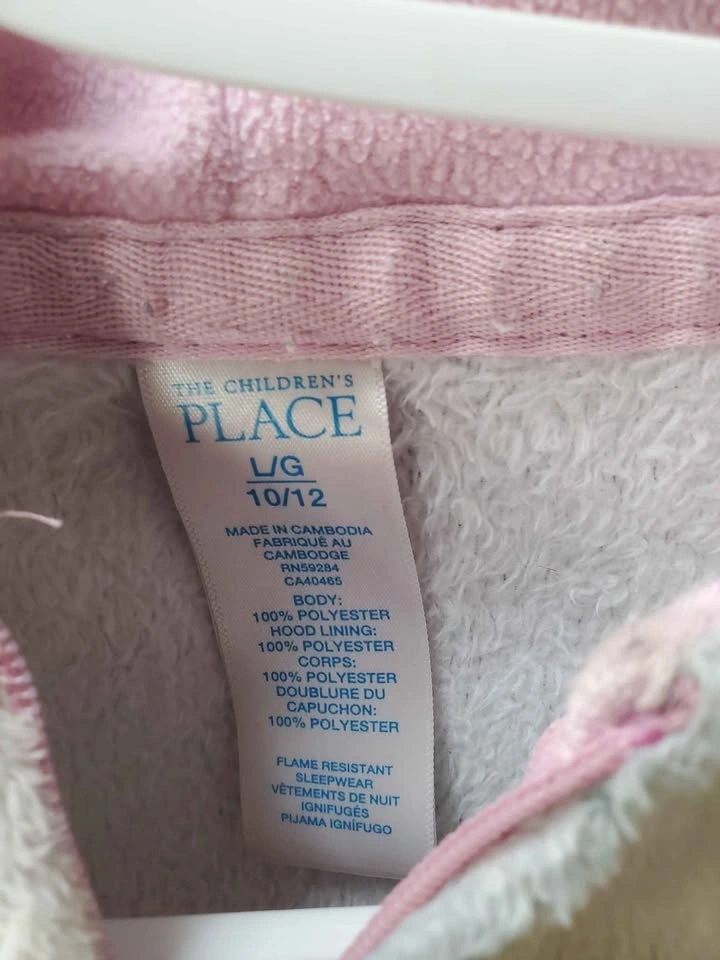 THE CHILDREN'S
PLACE
L/G
10/12
MADE IN CAMBODIA
FABRIQUÉ AU
CAMBODGE
RN59284
CA40465
BODY:
100% POLYESTER
HOOD LINING:
100% POLYESTER
CORPS:
100% POLYESTER
DOUBLURE DU
CAPUCHON:
100% POLYESTER
FLAME RESISTANT
SLEEPWEAR
VÊTEMENTS DE NUIT
IGNIFUGÉS
PIJAMA IGNÍFUGO